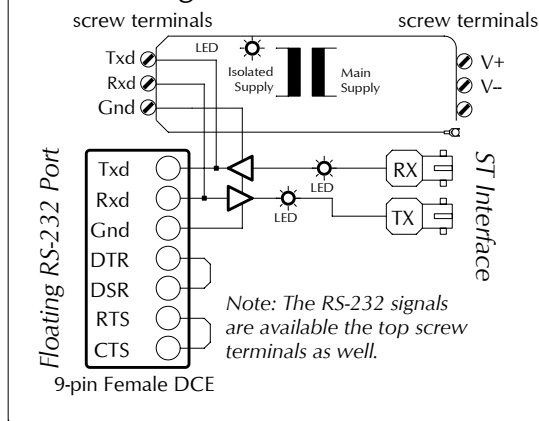 screw terminals
screw terminals
Txd
Rxd
Gnd
LED
Isolated
Supply
Main
Supply
V+
V--
Floating RS-232 Port
Txd
Rxd
Gnd
DTR
DSR
RTS
CTS
LED
LED
RX
TX
ST Interface
Note: The RS-232 signals
are available the top screw
terminals as well.
9-pin Female DCE